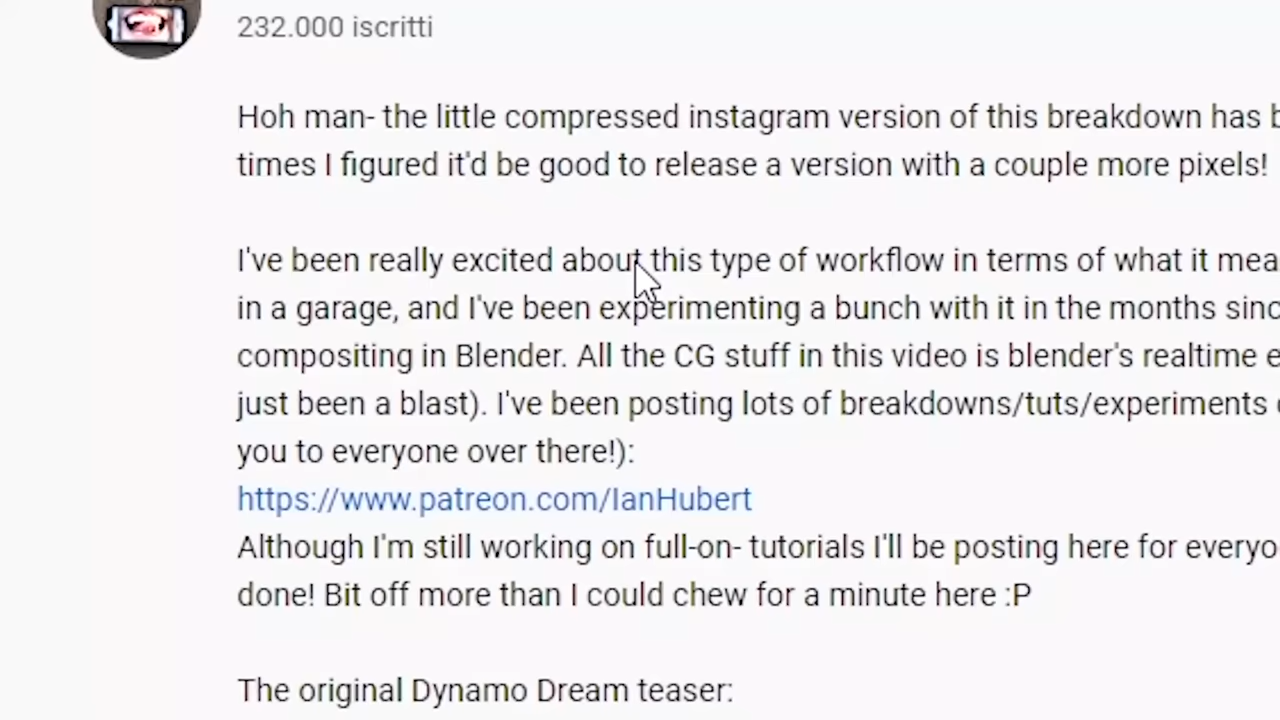 232.000 iscritti
Hoh man- the little compressed instagram version of this breakdown has
times I figured it'd be good to release a version with a couple more pixels!
I've been really excited about this type of workflow in terms of what it
in a garage, and I've been experimenting a bunch with it in the months
compositing in Blender. All the CG stuff in this video is blender's realtime
just been a blast). I've been posting lots of breakdowns/tuts/experiments
you to everyone over there!):
https://www.patreon.com/IanHubert
Although I'm still working on full-on- tutorials I'll be posting here for
done! Bit off more than I could chew for a minute here :P
The original Dynamo Dream teaser: